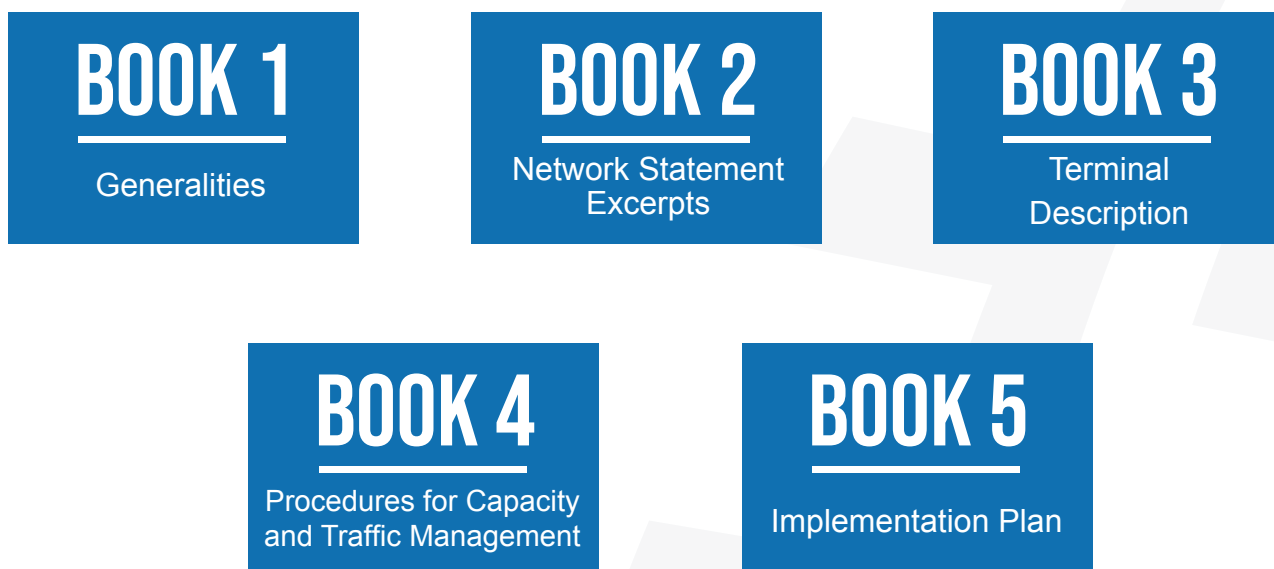 BOOK 1
Generalities
BOOK 2
Network Statement
Excerpts
BOOK 3
Terminal
Description
BOOK 4
Procedures for Capacity
and Traffic Management
BOOK 5
Implementation Plan